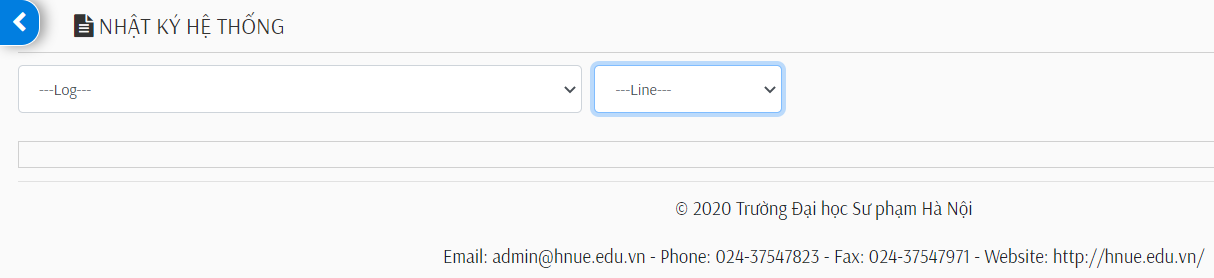 NHẬT KÝ HỆ THỐNG
---Log---
---Line---
© 2020 Trường Đại học Sư phạm Hà Nội
Email: admin@hnue.edu.vn - Phone: 024-37547823 - Fax: 024-37547971 - Website: http://hnue.edu.vn/